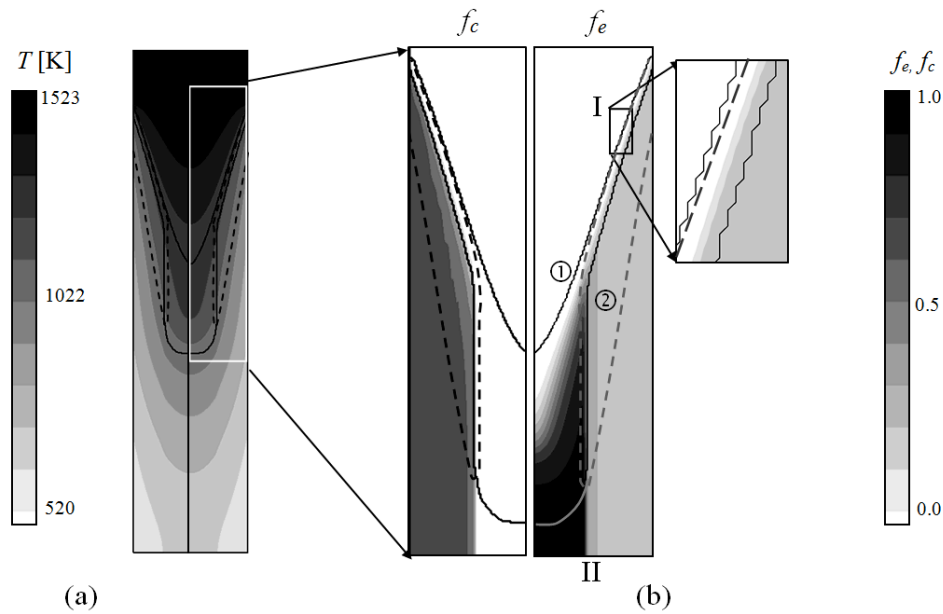 T [K]
1523
1022
520
(a)
f_c
f_e
I
①
②
II
(b)
f_e, f_c
1.0
0.5
0.0